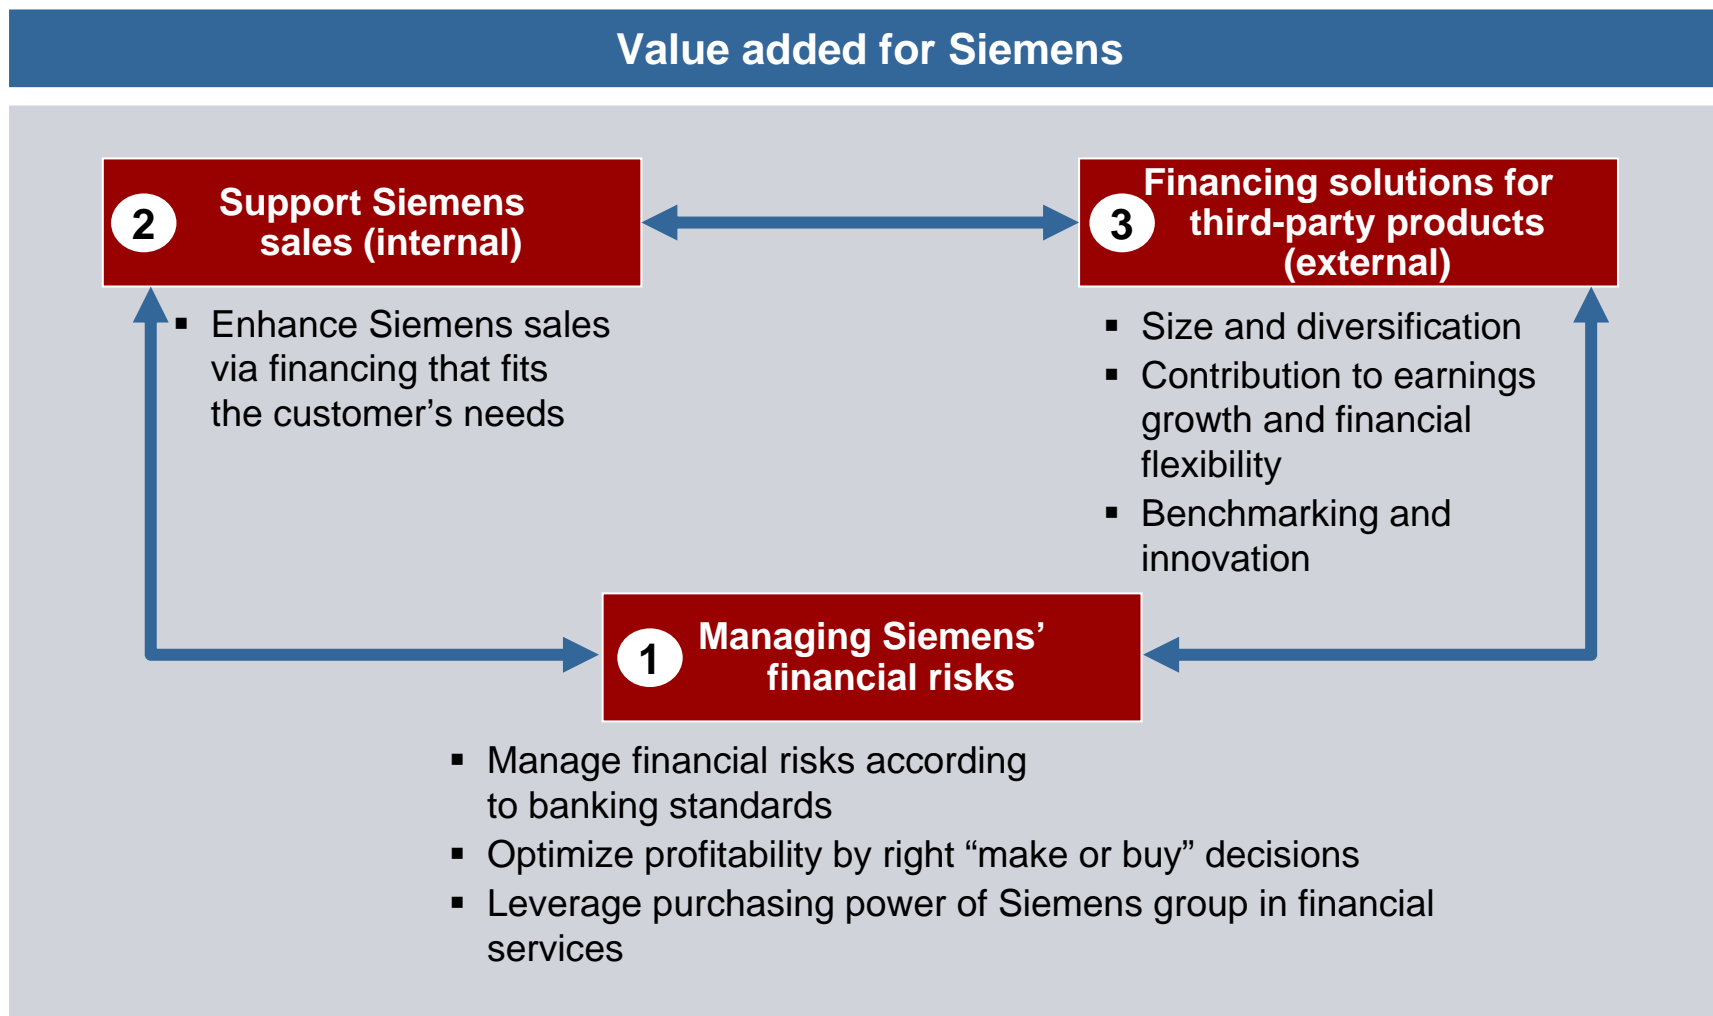 Value added for Siemens
2
Support Siemens
sales (internal)
▪ Enhance Siemens sales
via financing that fits
the customer’s needs
3
Financing solutions for
third-party products
(external)
▪ Size and diversification
▪ Contribution to earnings
growth and financial
flexibility
▪ Benchmarking and
innovation
1
Managing Siemens’
financial risks
▪ Manage financial risks according
to banking standards
▪ Optimize profitability by right “make or buy” decisions
▪ Leverage purchasing power of Siemens group in financial
services